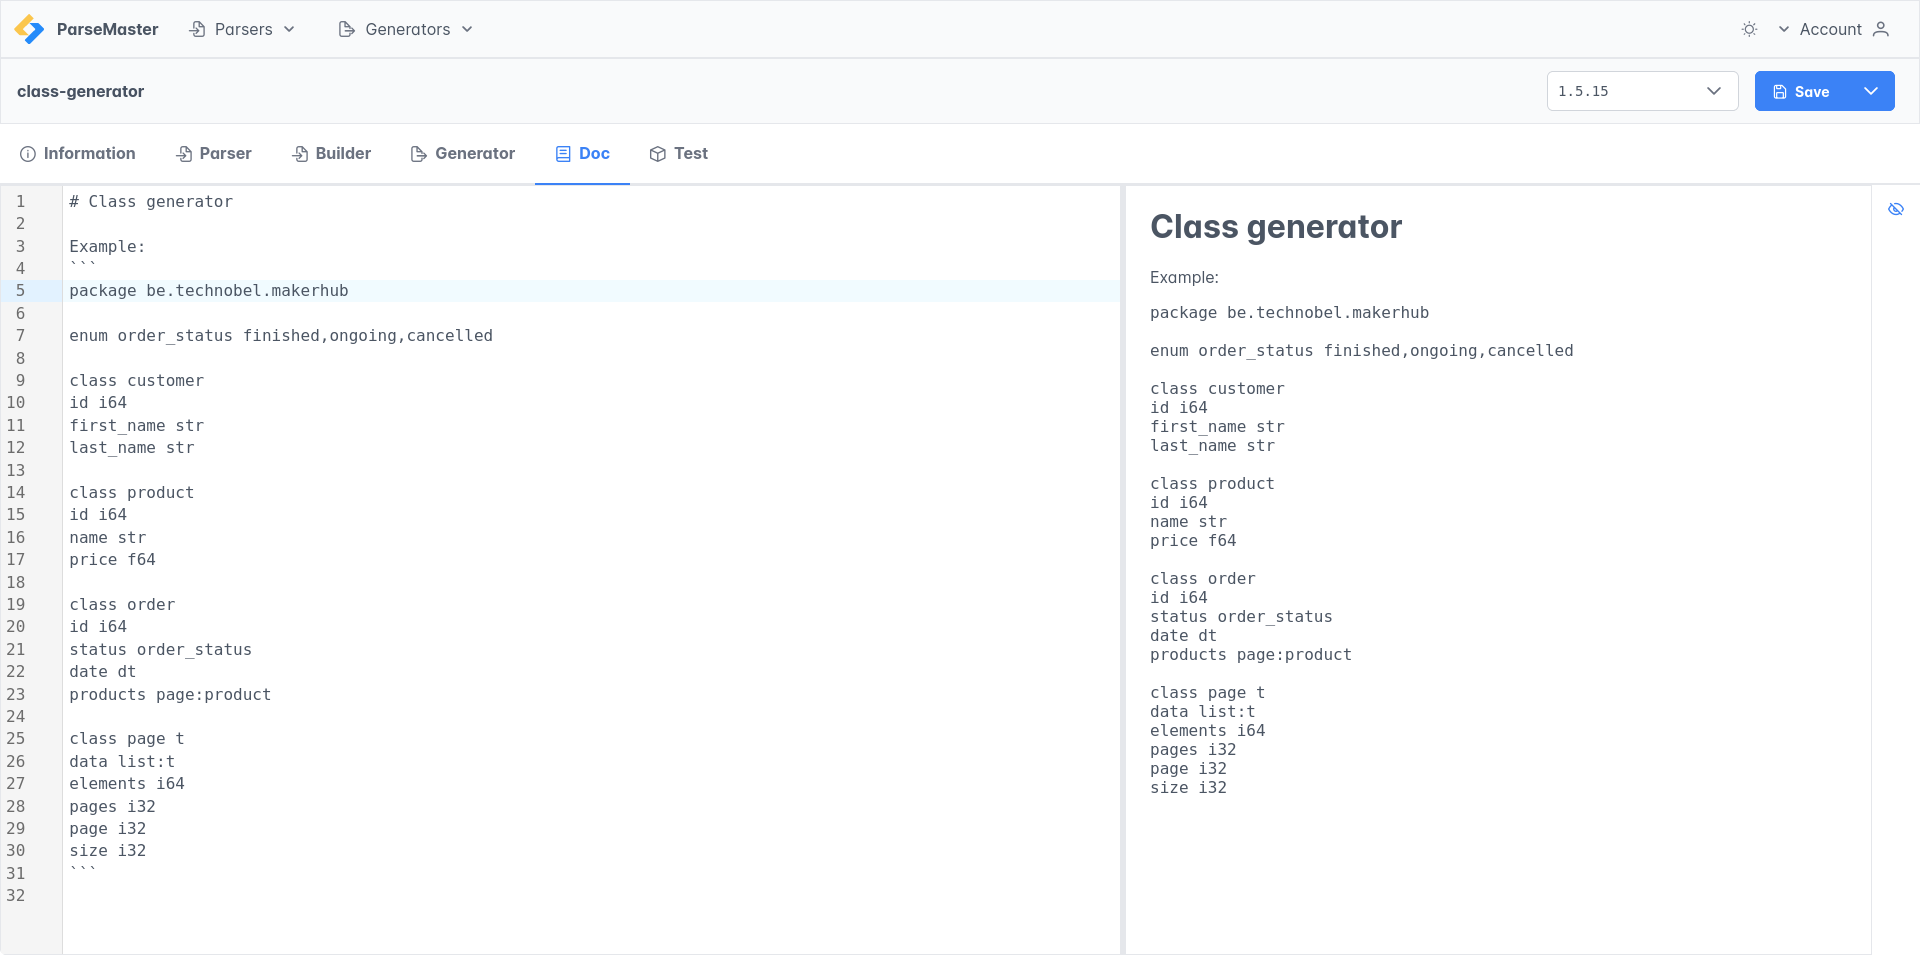 ParseMaster Parsers Generators Account
class-generator 1.5.15 Save
Information Parser Builder Generator Doc Test
1 # Class generator
2
3 Example:
4 ```
5 package be.technobel.makerhub
6
7 enum order_status finished,ongoing,cancelled
8
9 class customer
10 id i64
11 first_name str
12 last_name str
13
14 class product
15 id i64
16 name str
17 price f64
18
19 class order
20 id i64
21 status order_status
22 date dt
23 products page:product
24
25 class page t
26 data list:t
27 elements i64
28 pages i32
29 page i32
30 size i32
31 ```
32
Class generator
Example:
package be.technobel.makerhub
enum order_status finished,ongoing,cancelled
class customer
id i64
first_name str
last_name str
class product
id i64
name str
price f64
class order
id i64
status order_status
date dt
products page:product
class page t
data list:t
elements i64
pages i32
page i32
size i32